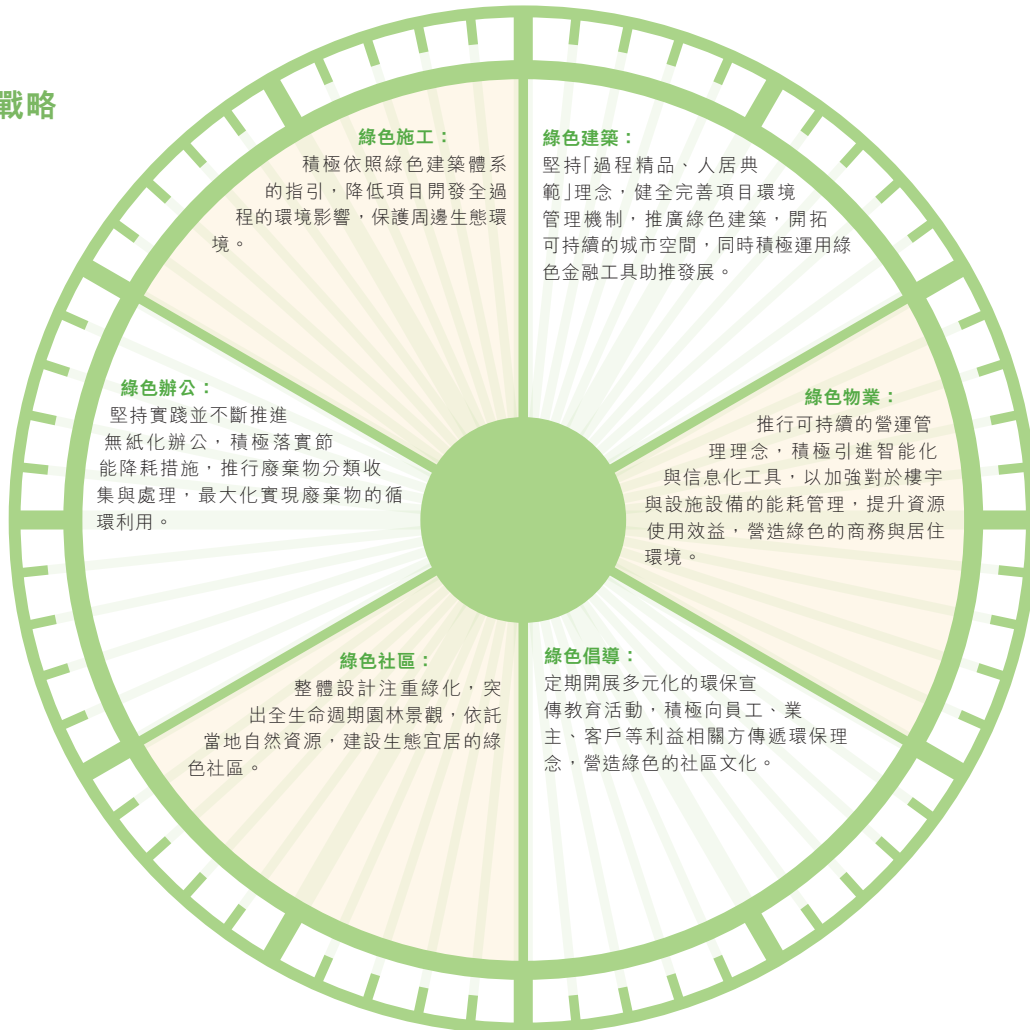 戰略
綠色施工：
積極依照綠色建築體系
的指引，降低項目開發全過
程的環境影響，保護周邊生態環
境。
綠色建築：
堅持「過程精品、人居典
範」理念，健全完善項目環境
管理機制，推廣綠色建築，開拓
可持續的城市空間，同時積極運用綠
色金融工具助推發展。
綠色辦公：
堅持實踐並不斷推進
無紙化辦公，積極落實節
能降耗措施，推行廢棄物分類收
集與處理，最大化實現廢棄物的循
環利用。
綠色物業：
推行可持續的營運管
理理念，積極引進智能化
與信息化工具，以加強對於樓宇
與設施設備的能耗管理，提升資源
使用效益，營造綠色的商務與居住
環境。
綠色社區：
整體設計注重綠化，突
出全生命週期園林景觀，依託
當地自然資源，建設生態宜居的綠
色社區。
綠色倡導：
定期開展多元化的環保宣
傳教育活動，積極向員工、業
主、客戶等利益相關方傳遞環保理
念，營造綠色的社區文化。